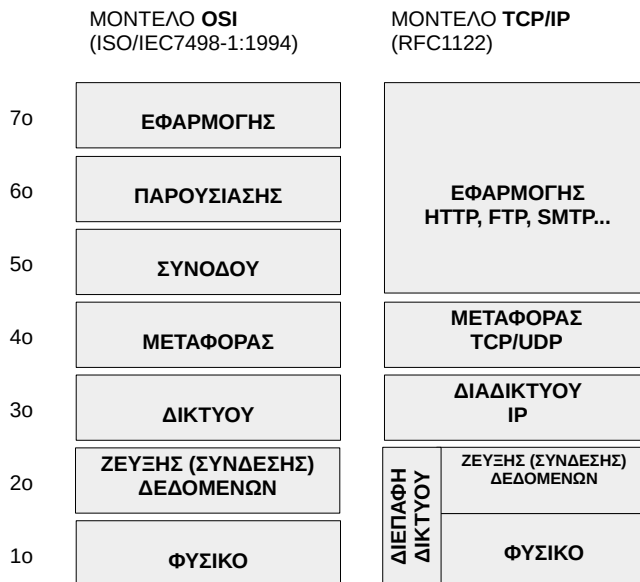 ΜΟΝΤΕΛΟ OSI
(ISO/IEC7498-1:1994)
ΜΟΝΤΕΛΟ TCP/IP
(RFC1122)
7ο
ΕΦΑΡΜΟΓΗΣ
6ο
ΠΑΡΟΥΣΙΑΣΗΣ
ΕΦΑΡΜΟΓΗΣ
HTTP, FTP, SMTP...
5ο
ΣΥΝΟΔΟΥ
4ο
ΜΕΤΑΦΟΡΑΣ
ΜΕΤΑΦΟΡΑΣ
TCP/UDP
3ο
ΔΙΚΤΥΟΥ
ΔΙΑΔΙΚΤΥΟΥ
IP
2ο
ΖΕΥΞΗΣ (ΣΥΝΔΕΣΗΣ)
ΔΕΔΟΜΕΝΩΝ
ΔΙΕΠΑΦΗ
ΔΙΚΤΥΟΥ
ΖΕΥΞΗΣ (ΣΥΝΔΕΣΗΣ)
ΔΕΔΟΜΕΝΩΝ
1ο
ΦΥΣΙΚΟ
ΦΥΣΙΚΟ